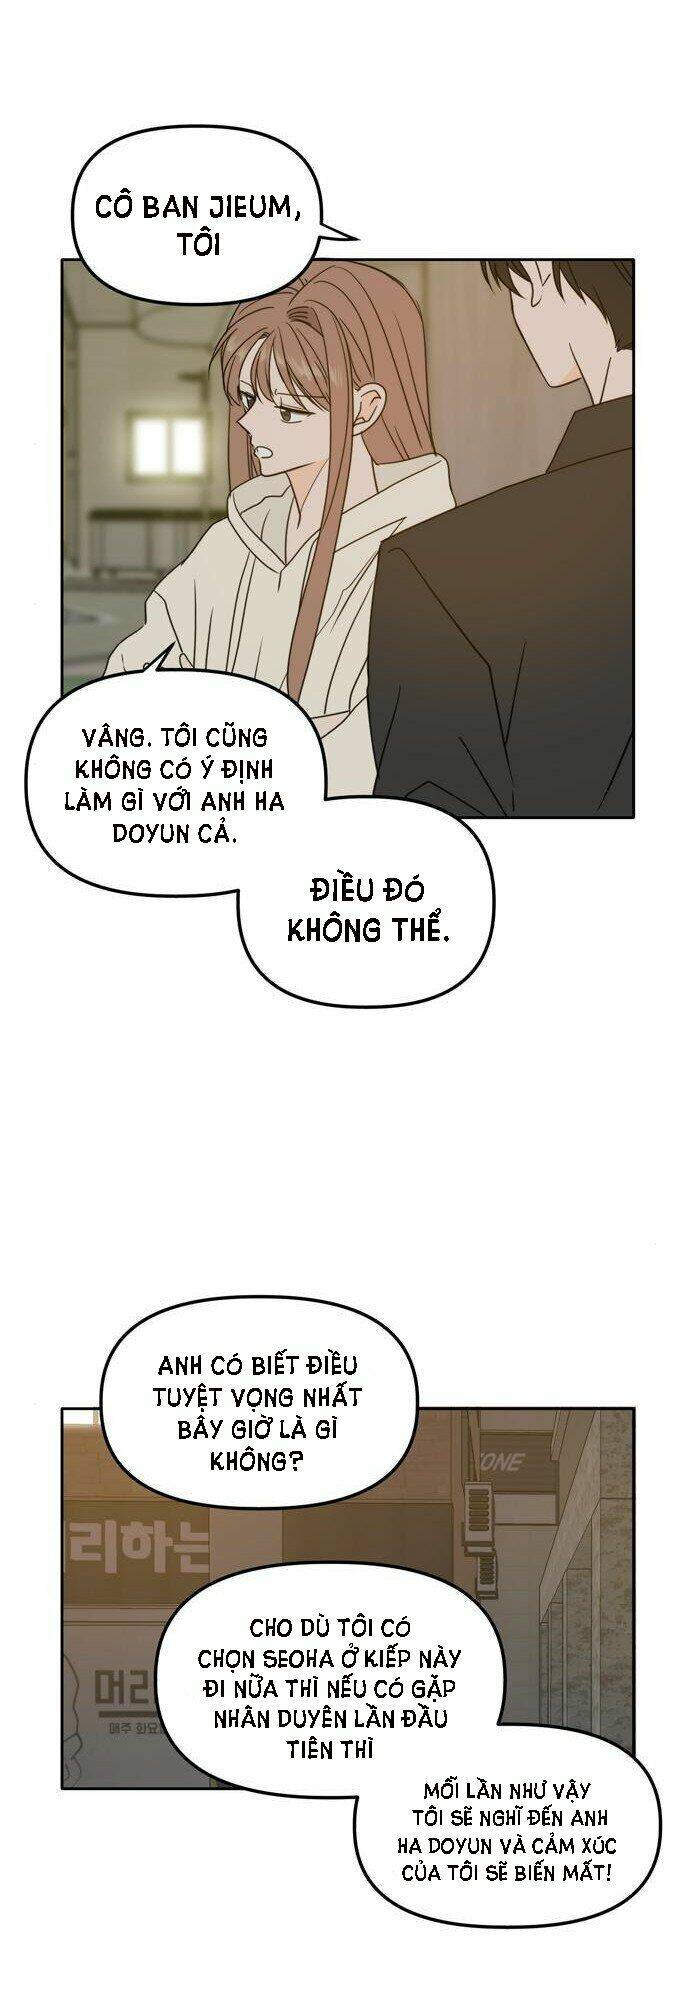 CÔ BAN JIEUM,
TÔI
VÂNG. TÔI CŨNG
KHÔNG CÓ Ý ĐỊNH
LÀM GÌ VỚI ANH HA
DOYUN CẢ.
ĐIỀU ĐÓ
KHÔNG THỂ.
ANH CÓ BIẾT ĐIỀU
TUYỆT VỌNG NHẤT
BÂY GIỜ LÀ GÌ
KHÔNG?
리하는
CHO DÙ TÔI CÓ
CHỌN SEOHA Ở KIẾP NÀY
ĐI NỮA THÌ NẾU CÓ GẶP
NHÂN DUYÊN LẦN ĐẦU
TIÊN THÌ
머리
매주 화요
MỖI LẦN NHƯ VẬY
TÔI SẼ NGHĨ ĐẾN ANH
HA DOYUN VÀ CẢM XÚC
CỦA TÔI SẼ BIẾN MẤT!